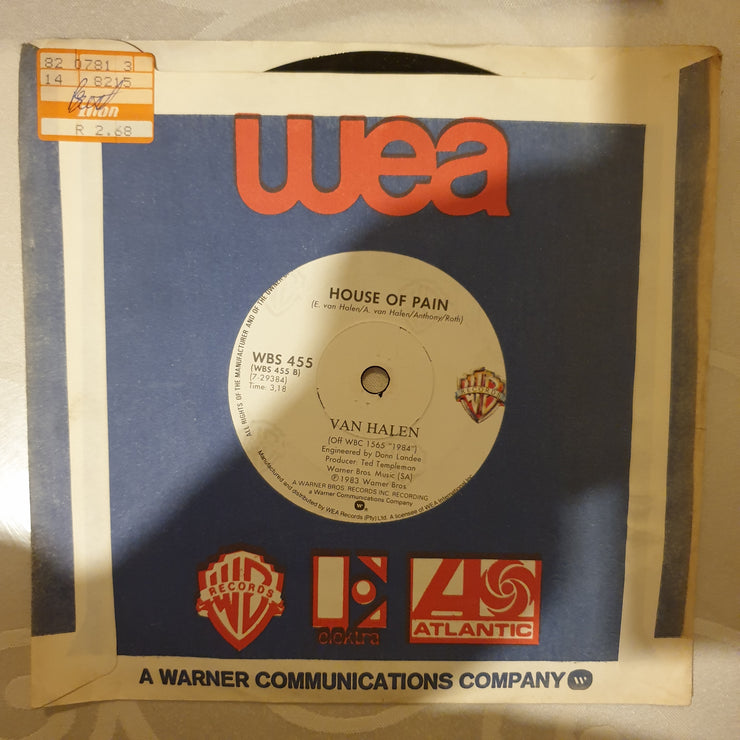 82 0781 3
14 8215
R 2.68
wea
ALL RIGHTS OF THE MANUFACTURER AND OF THE OWNER
HOUSE OF PAIN
(E. van Halen/A. van Halen/Anthony/Roth)
WBS 455
(WBS 455 B)
(7-29384)
Time: 3,18
RECORDS
VAN HALEN
(Off WBC 1565 "1984")
Engineered by Donn Landee
Producer: Ted Templeman
Warner Bros. Music (SA)
℗ 1983 Warner Bros
A WARNER BROS. RECORDS INC. RECORDING
a Warner Communications Company
Manufactured and distributed by WEA Records (Pty) Ltd. A licensee of WEA International
RECORDS
elektra
ATLANTIC
A WARNER COMMUNICATIONS COMPANY